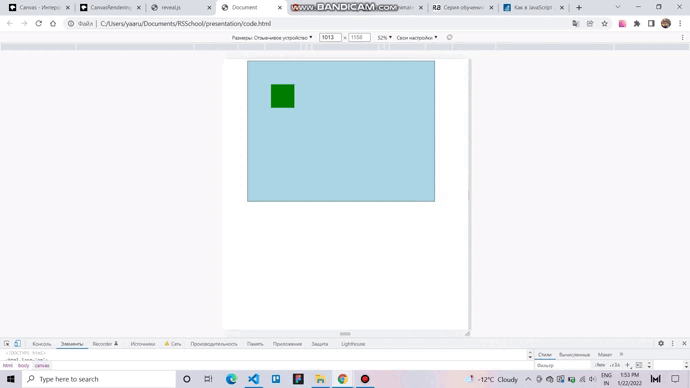 Canvas - Интерн
CanvasRendering
reveal.js
Document
WWW.BANDICAM.COM
Серия обучени
Как в JavaScript
Файл
C:/Users/yaaru/Documents/RSSchool/presentation/code.html
Размеры: Отзывчивое устройство
1013
x
1158
52%
Свои настройки
Консоль
Элементы
Recorder
Источники
Сеть
Производительность
Память
Приложение
Защита
Lighthouse
Стили
Вычисленные
Макет
<!DOCTYPE html>
html
body
canvas
Фильтр
:hov
.cls
Type here to search
-12°C Cloudy
ENG
IN
1:53 PM
1/22/2022